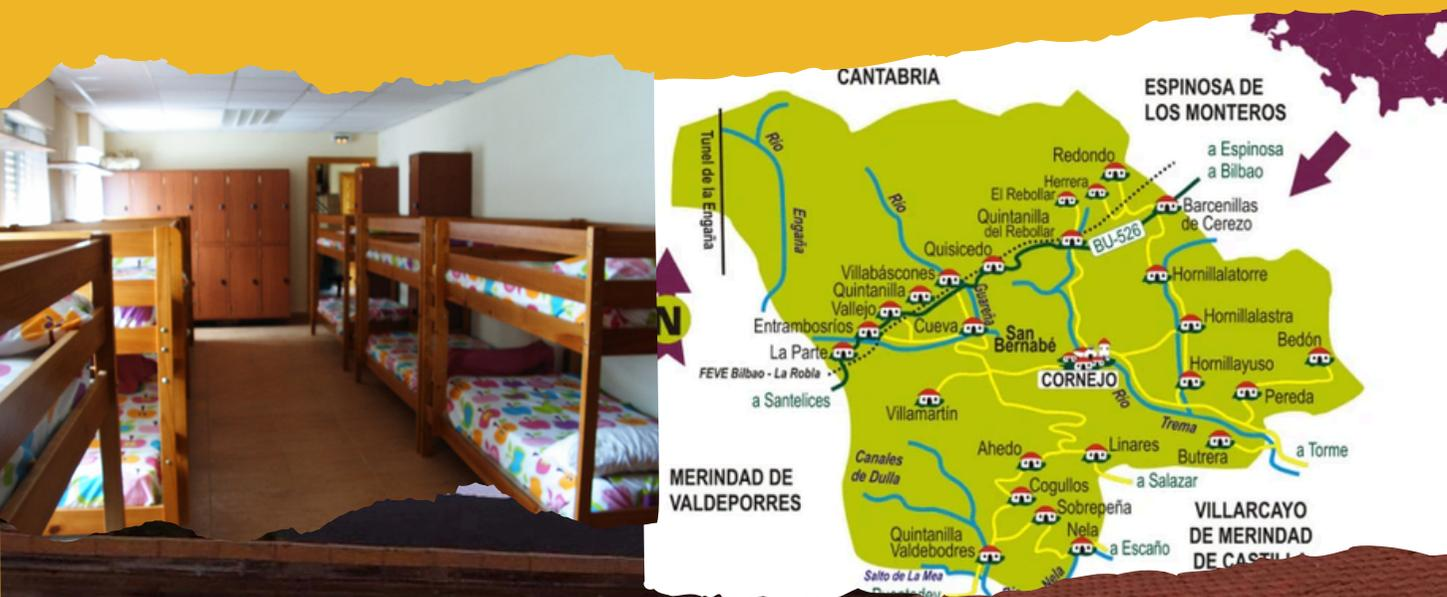 CANTABRIA
ESPINOSA DE
LOS MONTEROS
a Espinosa
a Bilbao
Tunel de la Engaña
Río
Engaña
Río
Redondo
Herrera
El Rebollar
Quintanilla
del Rebollar
Barcenillas
de Cerezo
BU-526
Quisicedo
Villabáscones
Quintanilla
Vallejo
Hornillalatorre
Guareña
Entrambosríos
Cueva
San
Bernabé
Hornillalastra
Bedón
La Parte
FEVE Bilbao - La Robla
a Santelices
CORNEJO
Hornillayuso
Pereda
Río
Trema
Villamartín
N
Butrera
a Torme
Ahedo
Linares
a Salazar
Canales
de Dulla
Cogullos
Sobrepeña
MERINDAD DE
VALDEPORRES
VILLARCAYO
DE MERINDAD
Quintanilla
Valdebodres
Nela
a Escaño
Salto de La Mea
Nela